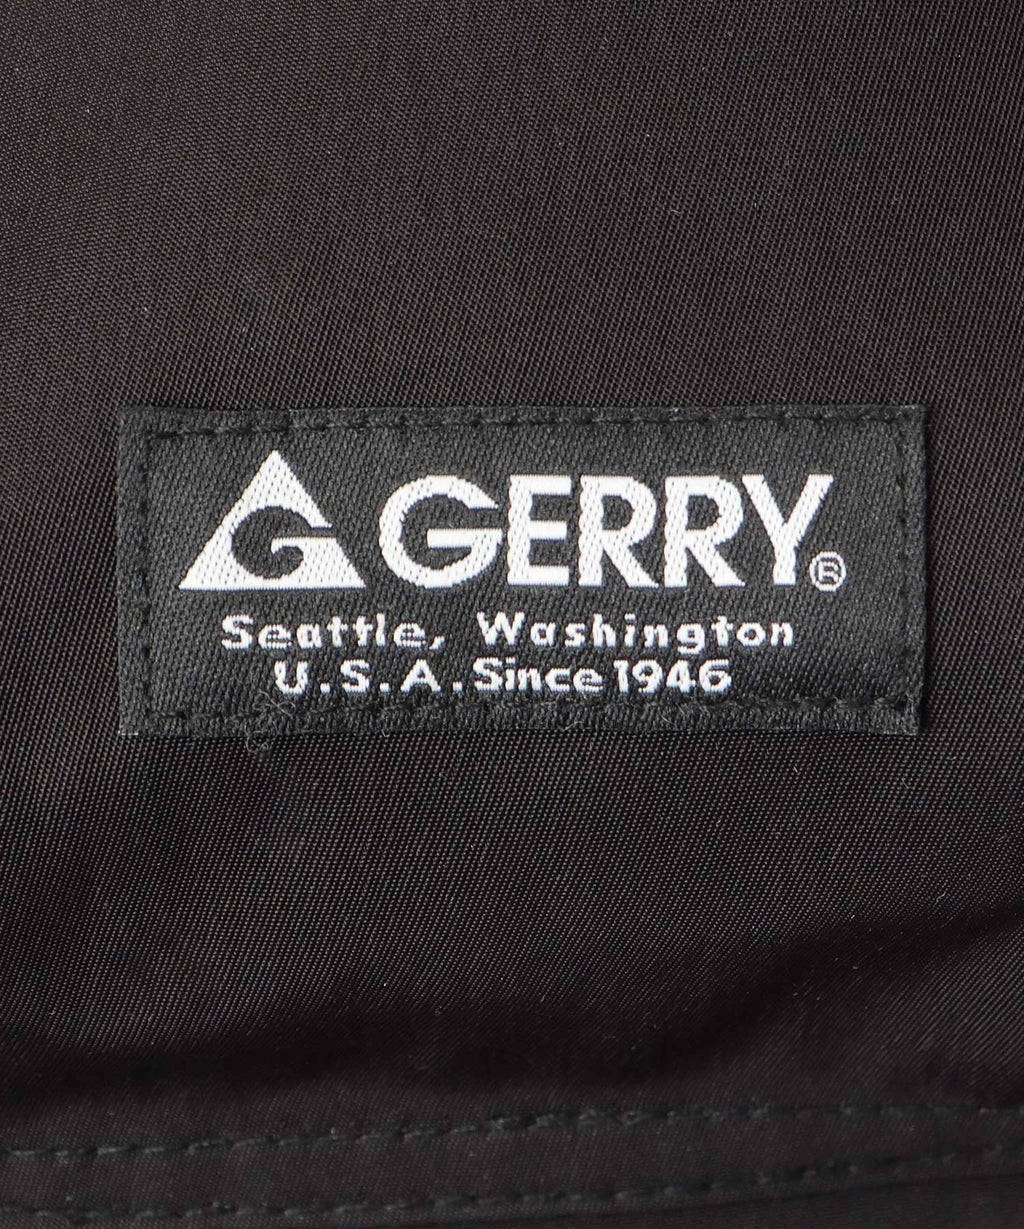 GERRY®
Seattle, Washington
U.S.A. Since 1946